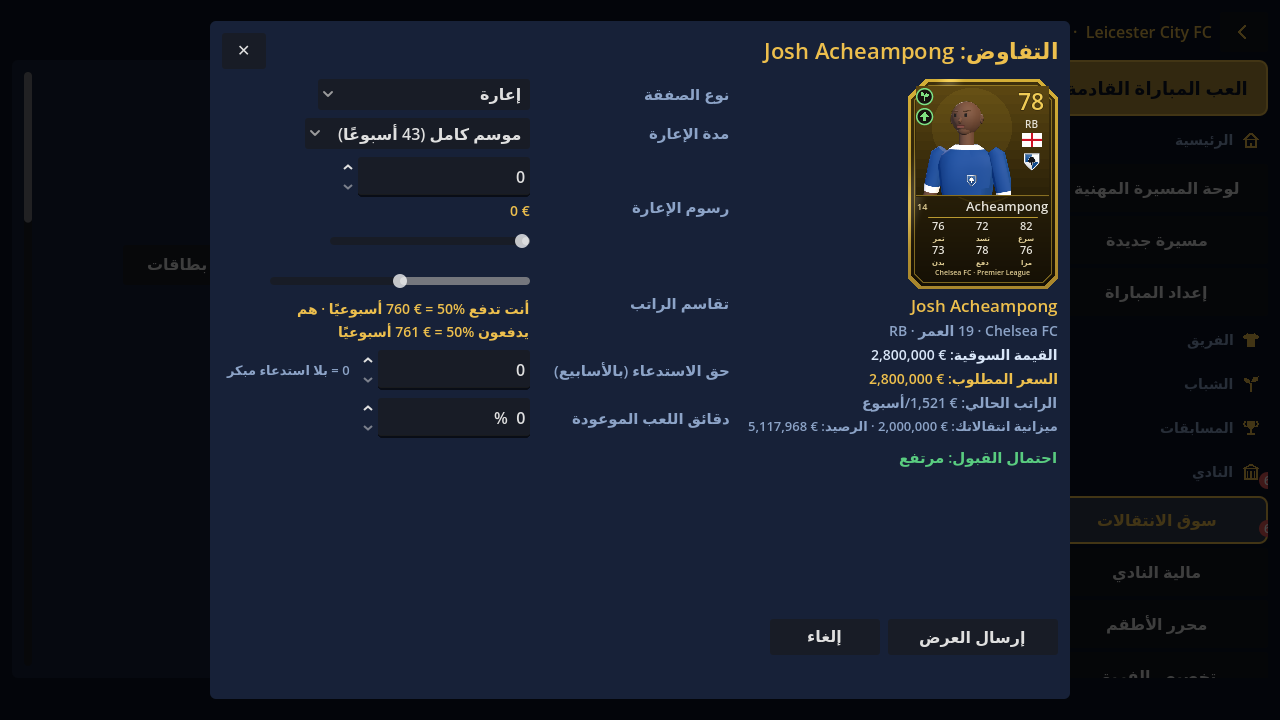 Leicester City FC ·
العب المباراة القادمة
الرئيسية
لوحة المسيرة المهنية
مسيرة جديدة
إعداد المباراة
الفريق
الشباب
المسابقات
النادي
سوق الانتقالات
مالية النادي
محرر الأطقم
بطاقات
التفاوض: Josh Acheampong
✕
78
RB
14
Acheampong
82 72 76
سرع تسد تمر
76 78 73
مرا دفع بدن
Chelsea FC · Premier League
Josh Acheampong
RB · العمر 19 · Chelsea FC
القيمة السوقية: € 2,800,000
السعر المطلوب: € 2,800,000
الراتب الحالي: € 1,521/أسبوع
ميزانية انتقالاتك: € 2,000,000 · الرصيد: € 5,117,968
احتمال القبول: مرتفع
نوع الصفقة
إعارة
مدة الإعارة
موسم كامل (43 أسبوعًا)
رسوم الإعارة
0
0 €
تقاسم الراتب
أنت تدفع 50% = € 760 أسبوعيًا · هم
يدفعون 50% = € 761 أسبوعيًا
حق الاستدعاء (بالأسابيع)
0
0 = بلا استدعاء مبكر
دقائق اللعب الموعودة
0 %
إرسال العرض
إلغاء